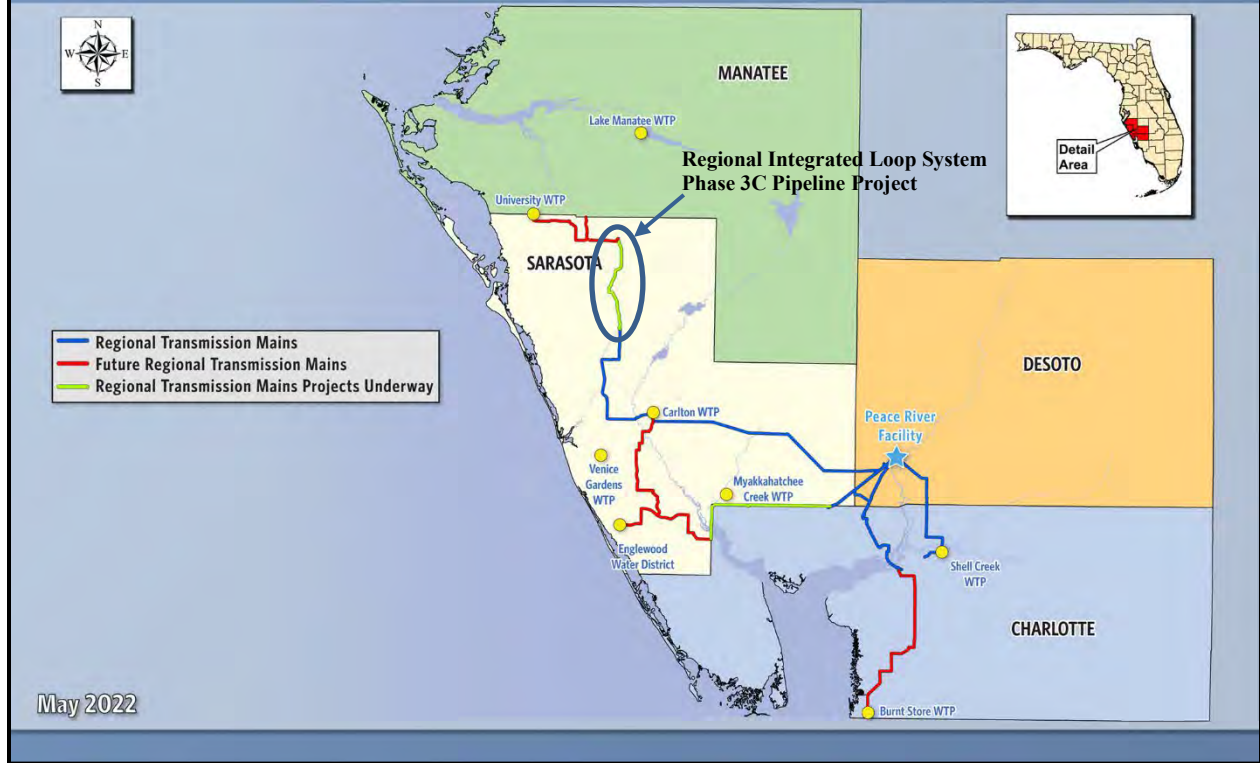 N
W E
S
MANATEE
Lake Manatee WTP
Regional Integrated Loop System
Phase 3C Pipeline Project
Detail
Area
University WTP
SARASOTA
Regional Transmission Mains
Future Regional Transmission Mains
Regional Transmission Mains Projects Underway
DESOTO
Carlton WTP
Peace River
Facility
Venice
Gardens
WTP
Myakkahatchee
Creek WTP
Englewood
Water District
Shell Creek
WTP
CHARLOTTE
May 2022
Burnt Store WTP